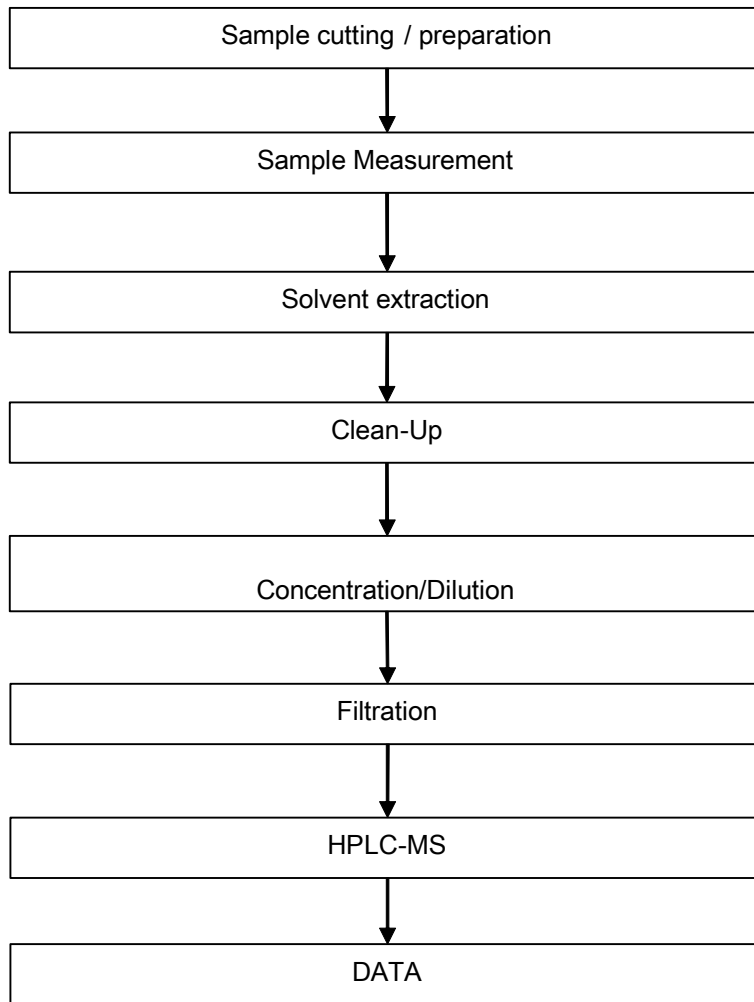 Sample cutting / preparation
Sample Measurement
Solvent extraction
Clean-Up
Concentration/Dilution
Filtration
HPLC-MS
DATA